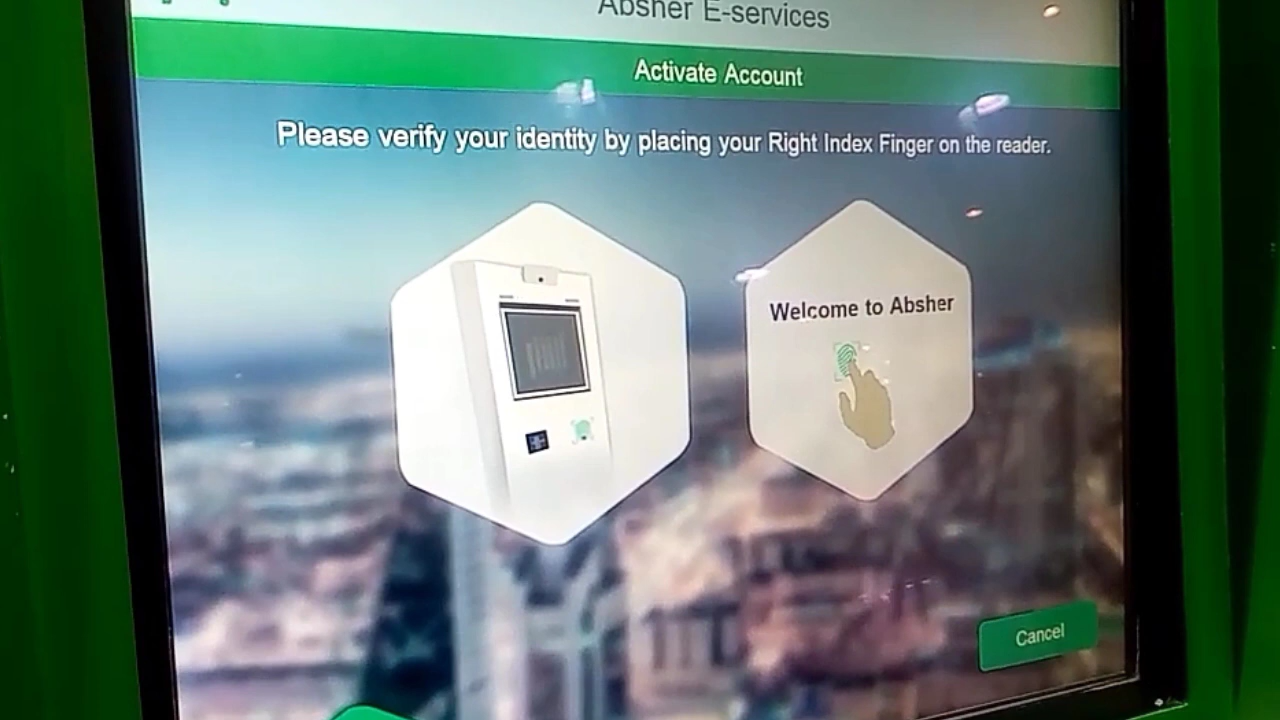 Absher E-services
Activate Account
Please verify your identity by placing your Right Index Finger on the reader.
Welcome to Absher
Cancel